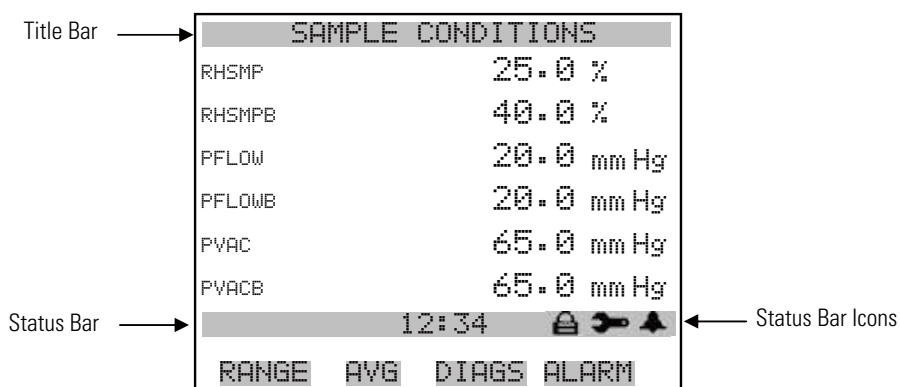 Title Bar
SAMPLE CONDITIONS
RHSMP 25.0 %
RHSMPB 40.0 %
PFLOW 20.0 mm Hg
PFLOWB 20.0 mm Hg
PVAC 65.0 mm Hg
PVACB 65.0 mm Hg
Status Bar
12:34
Status Bar Icons
RANGE AVG DIAGS ALARM